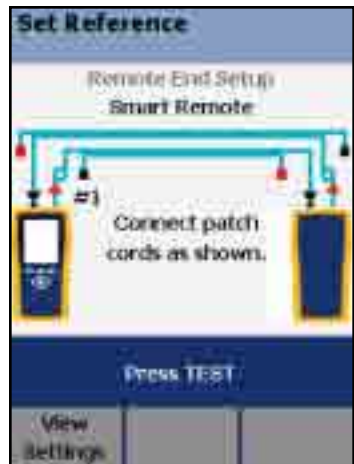 Set Reference
Remote End Setup
Smart Remote
#1
Connect patch
cords as shown.
Press TEST
View
Settings